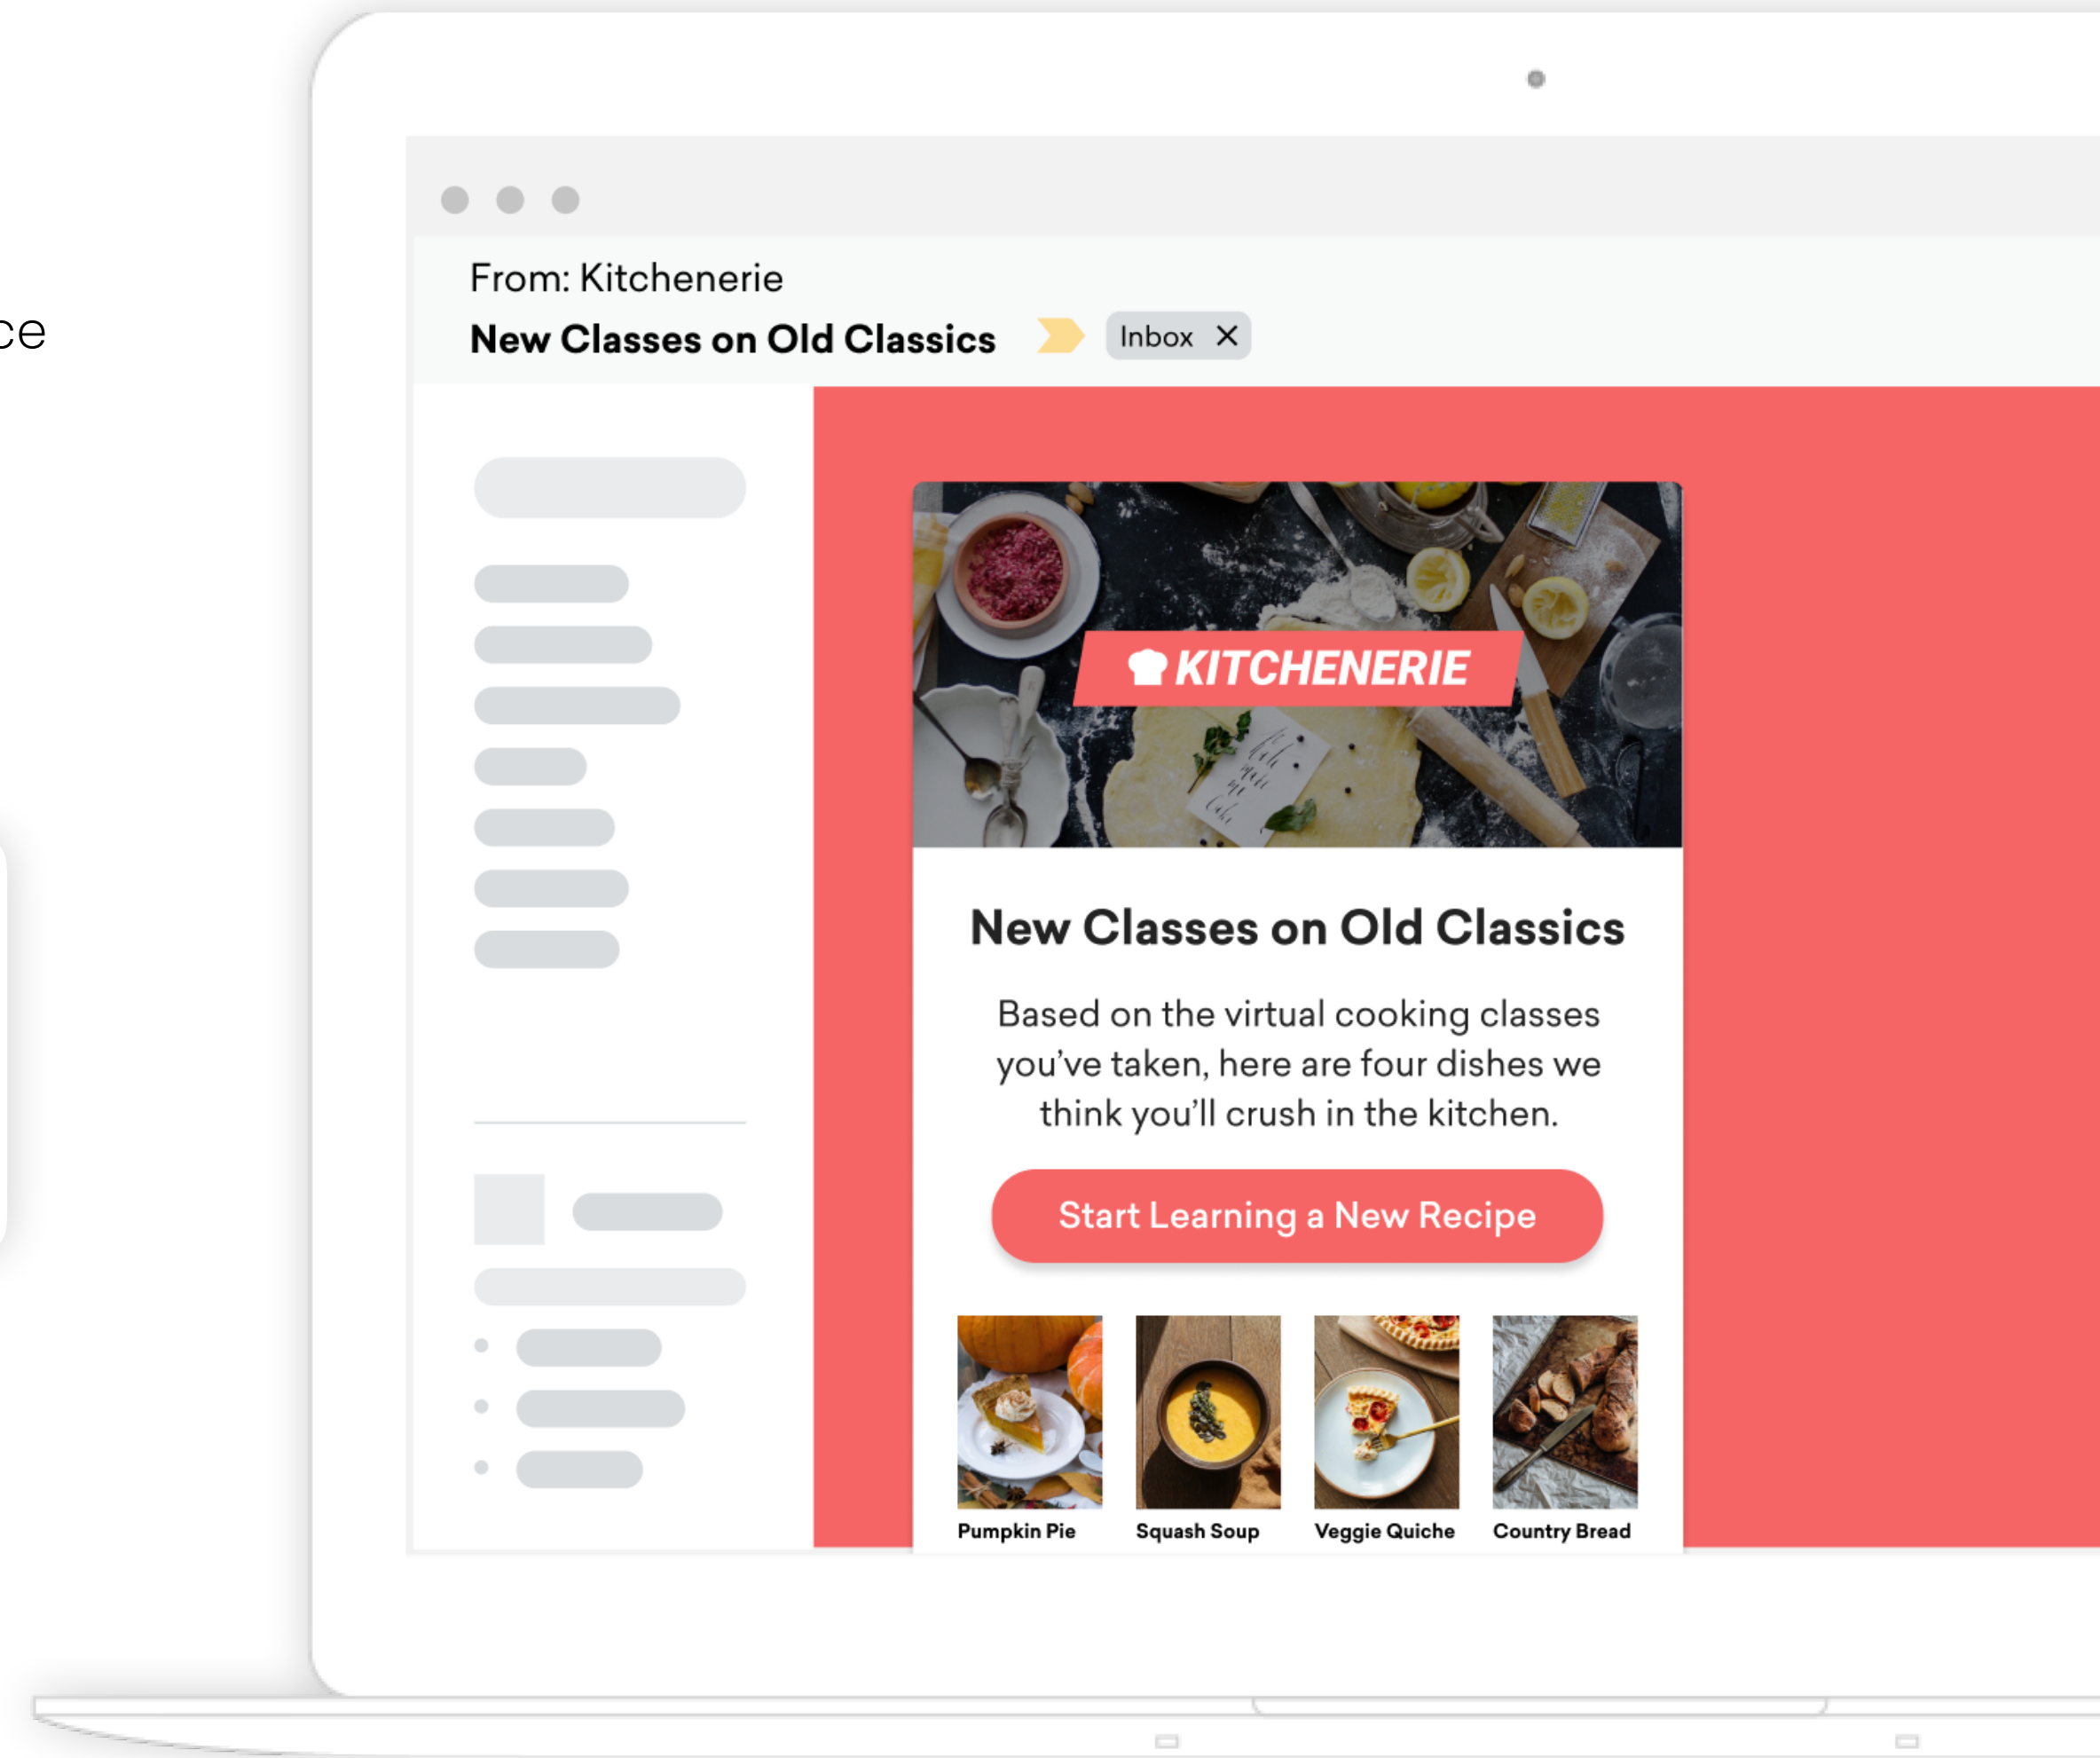 ce
From: Kitchenerie
New Classes on Old Classics
Inbox ✕
KITCHENERIE
New Classes on Old Classics
Based on the virtual cooking classes
you’ve taken, here are four dishes we
think you’ll crush in the kitchen.
Start Learning a New Recipe
Pumpkin Pie Squash Soup Veggie Quiche Country Bread